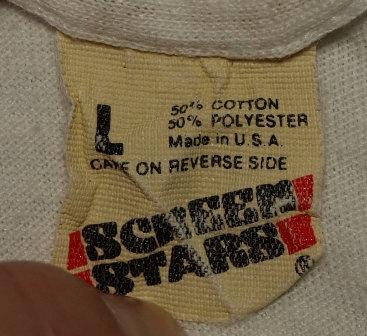 L
50% COTTON
50% POLYESTER
Made in U.S.A.
CARE ON REVERSE SIDE
SCREEN
STARS
®